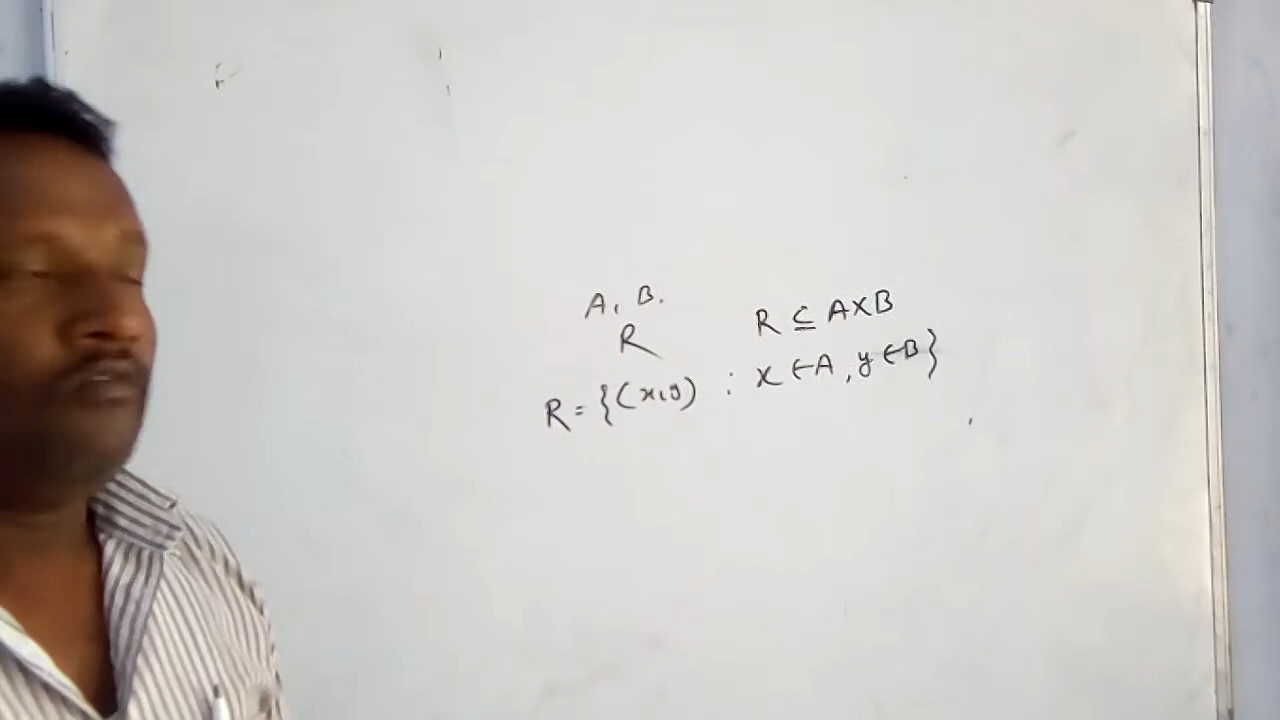 A, B.
R R ⊆ A×B
R = {(x,y) : x ∈ A, y ∈ B}